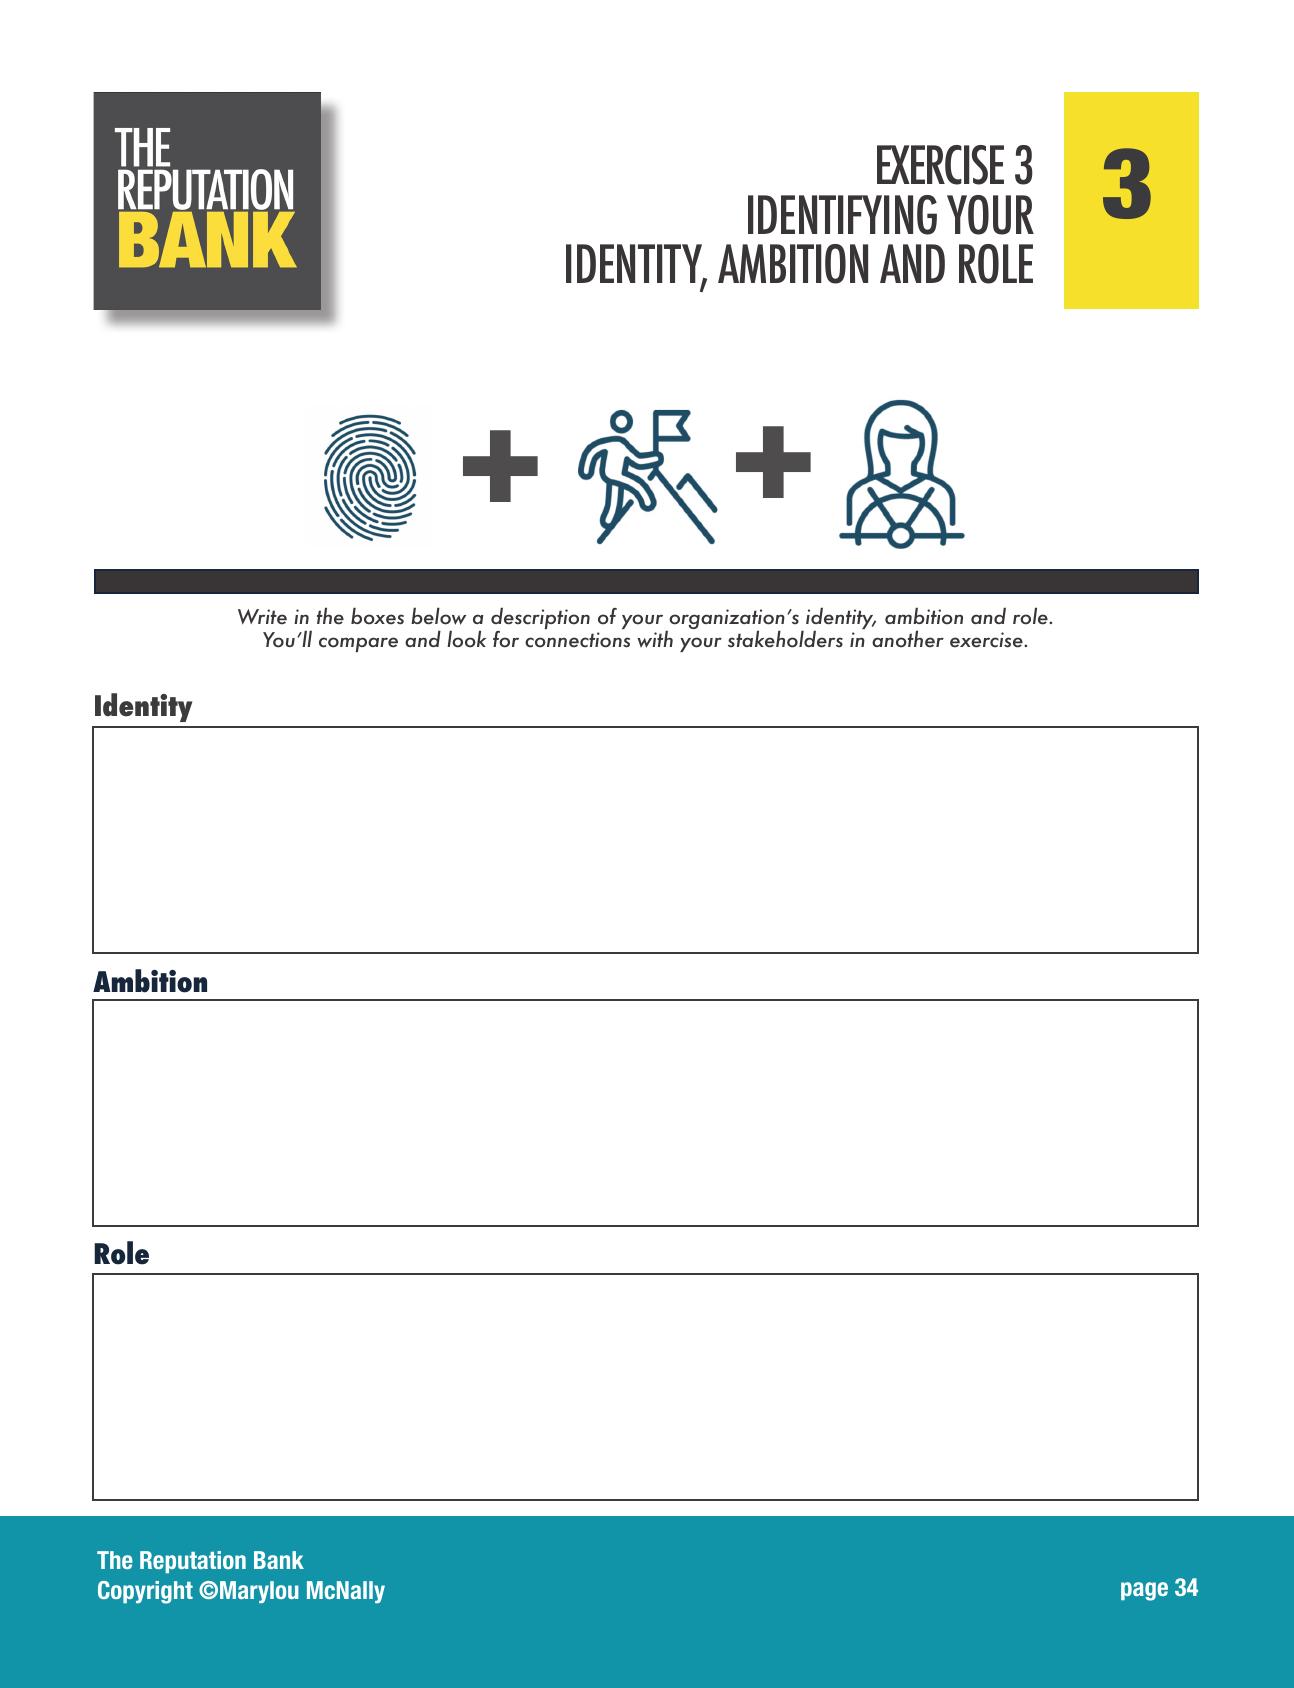 THE
REPUTATION
BANK
EXERCISE 3
IDENTIFYING YOUR
IDENTITY, AMBITION AND ROLE
3
Write in the boxes below a description of your organization’s identity, ambition and role.
You’ll compare and look for connections with your stakeholders in another exercise.
Identity
Ambition
Role
The Reputation Bank
Copyright ©Marylou McNally
page 34